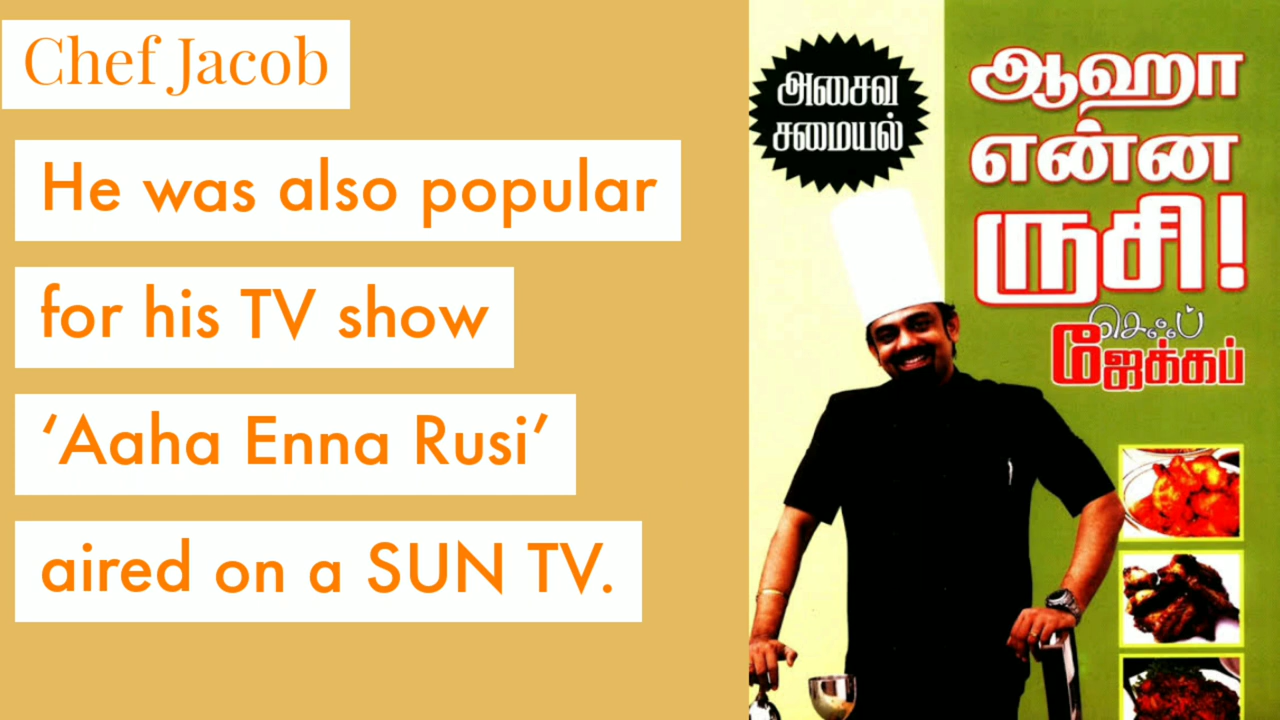 Chef Jacob
He was also popular
for his TV show
‘Aaha Enna Rusi’
aired on a SUN TV.
அசைவ
சமையல்
ஆஹா
என்ன
ருசி!
செஃப்
ஜேக்கப்